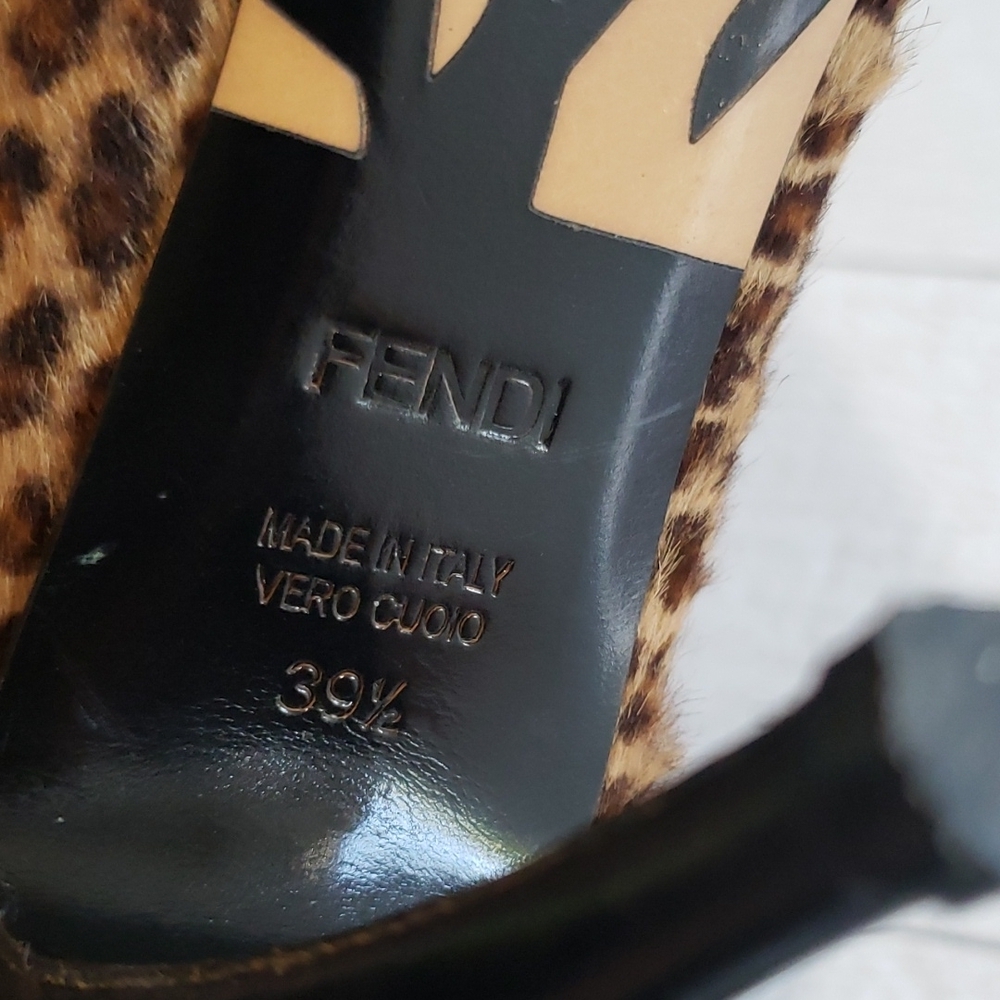 FENDI
MADE IN ITALY
VERO CUOIO
39½